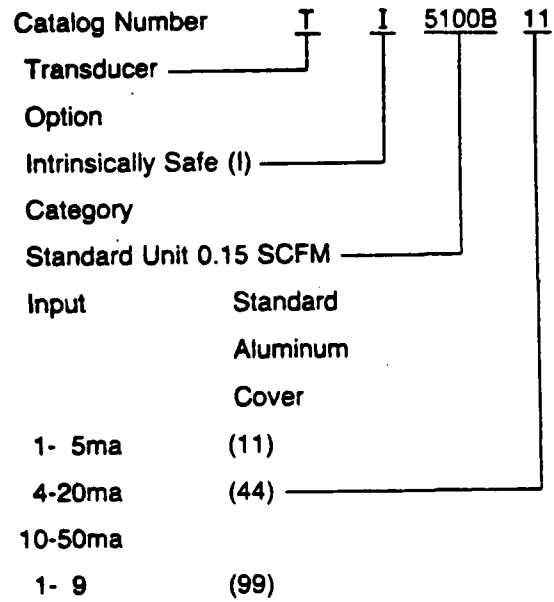 Catalog Number T I 5100B 11
Transducer
Option
Intrinsically Safe (I)
Category
Standard Unit 0.15 SCFM
Input Standard
Aluminum
Cover
1- 5ma (11)
4-20ma (44)
10-50ma
1- 9 (99)